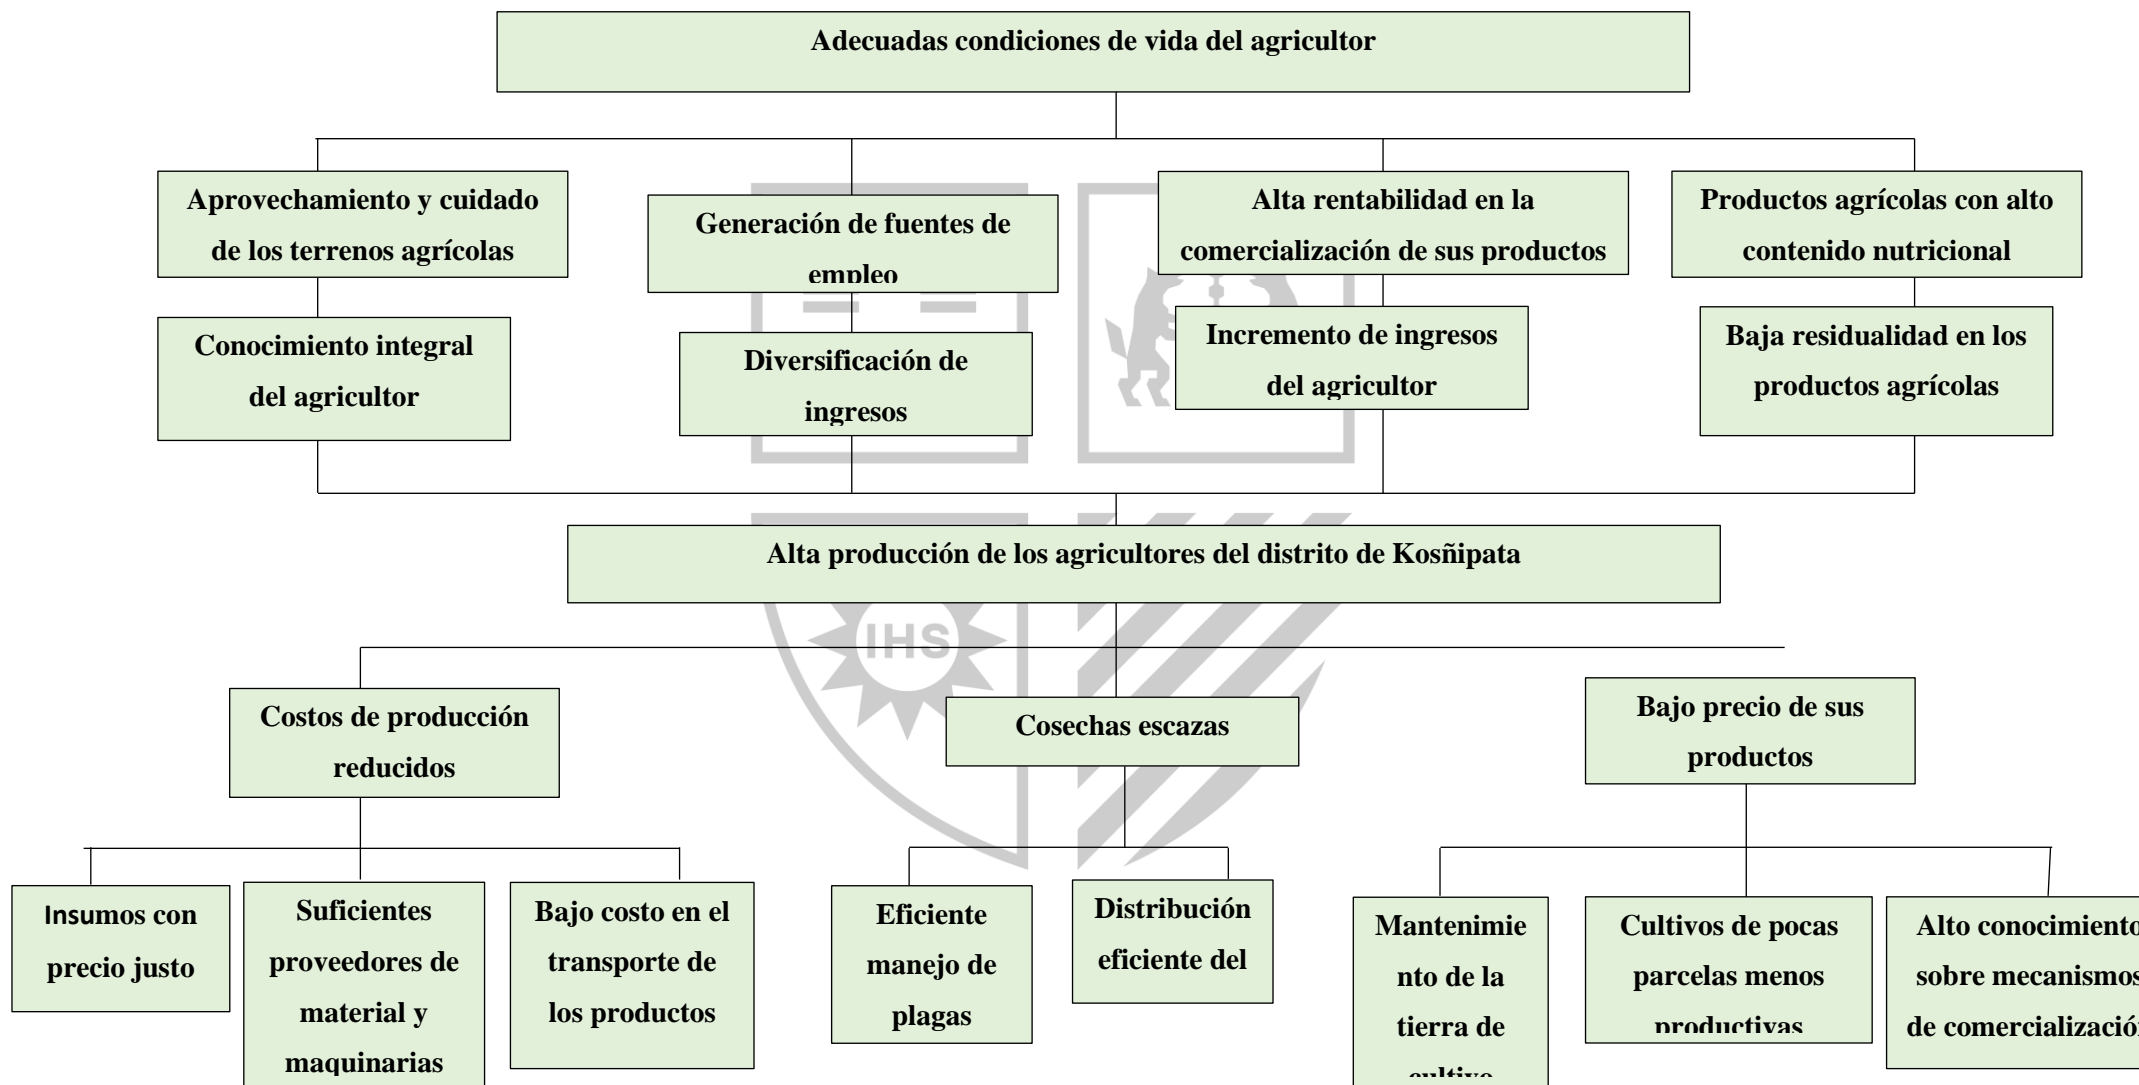 Adecuadas condiciones de vida del agricultor
Aprovechamiento y cuidado
de los terrenos agrícolas
Generación de fuentes de
empleo
Alta rentabilidad en la
comercialización de sus productos
Productos agrícolas con alto
contenido nutricional
Conocimiento integral
del agricultor
Diversificación de
ingresos
Incremento de ingresos
del agricultor
Baja residualidad en los
productos agrícolas
Alta producción de los agricultores del distrito de Kosñipata
IHS
Costos de producción
reducidos
Cosechas escazas
Bajo precio de sus
productos
Insumos con
precio justo
Suficientes
proveedores de
material y
maquinarias
Bajo costo en el
transporte de
los productos
Eficiente
manejo de
plagas
Distribución
eficiente del
Mantenimie
nto de la
tierra de
cultivo
Cultivos de pocas
parcelas menos
productivas
Alto conocimiento
sobre mecanismos
de comercialización